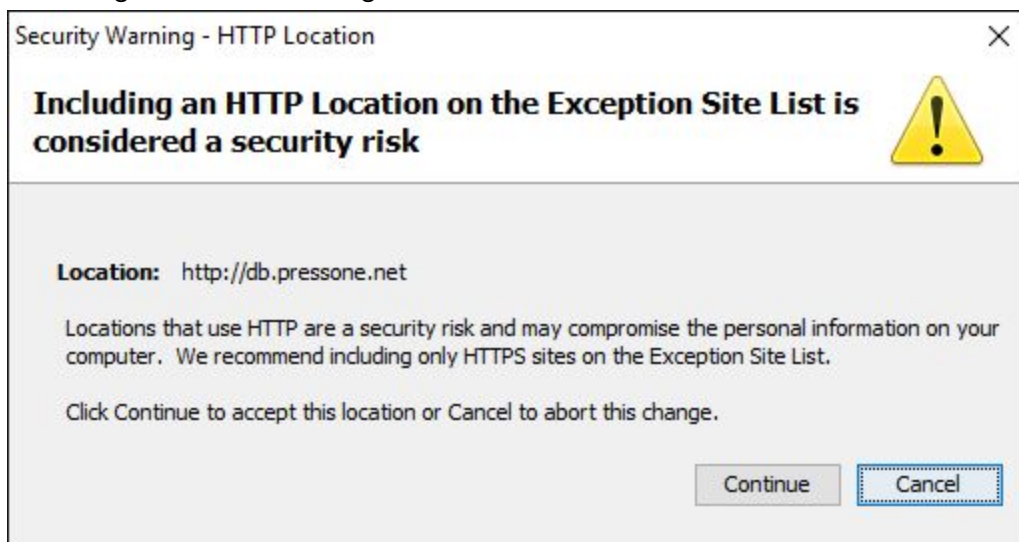 Security Warning - HTTP Location
Including an HTTP Location on the Exception Site List is
considered a security risk
Location: http://db.pressone.net
Locations that use HTTP are a security risk and may compromise the personal information on your
computer. We recommend including only HTTPS sites on the Exception Site List.
Click Continue to accept this location or Cancel to abort this change.
Continue Cancel